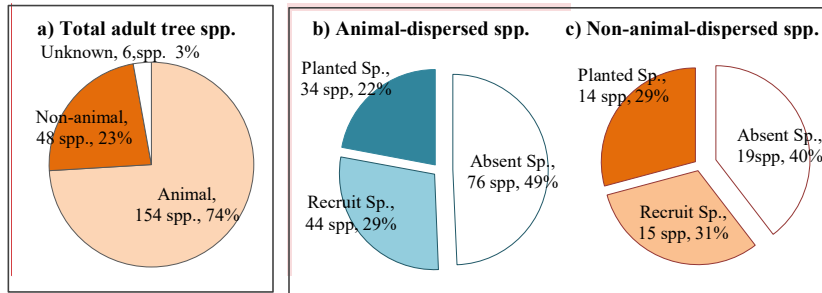 a) Total adult tree spp.
Unknown, 6,spp. 3%
Non-animal,
48 spp., 23%
Animal,
154 spp., 74%
b) Animal-dispersed spp.
Planted Sp.,
34 spp, 22%
Absent Sp.,
76 spp, 49%
Recruit Sp.,
44 spp, 29%
c) Non-animal-dispersed spp.
Planted Sp.,
14 spp, 29%
Absent Sp.,
19spp, 40%
Recruit Sp.,
15 spp, 31%